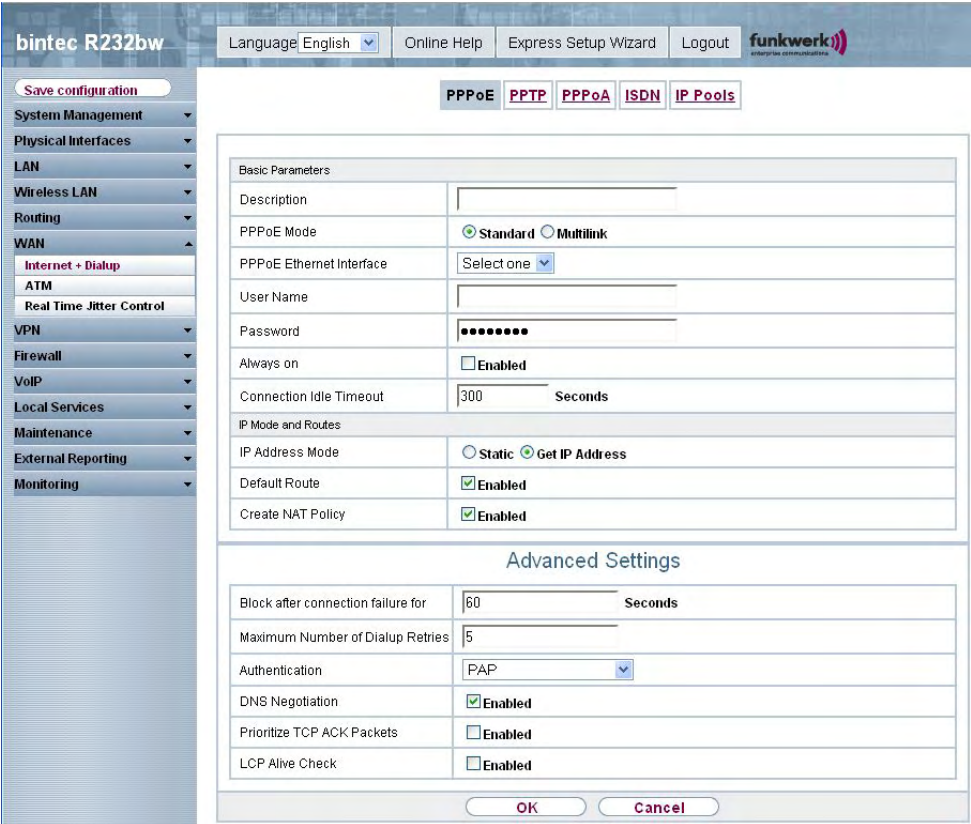 bintec R232bw
Language English Online Help Express Setup Wizard Logout funkwerk
enterprise communications
Save configuration
System Management
Physical Interfaces
LAN
Wireless LAN
Routing
WAN
Internet + Dialup
ATM
Real Time Jitter Control
VPN
Firewall
VoIP
Local Services
Maintenance
External Reporting
Monitoring
PPPoE PPTP PPPoA ISDN IP Pools
Basic Parameters
Description
PPPoE Mode Standard Multilink
PPPoE Ethernet Interface Select one
User Name
Password ●●●●●●●●
Always on Enabled
Connection Idle Timeout 300 Seconds
IP Mode and Routes
IP Address Mode Static Get IP Address
Default Route Enabled
Create NAT Policy Enabled
Advanced Settings
Block after connection failure for 60 Seconds
Maximum Number of Dialup Retries 5
Authentication PAP
DNS Negotiation Enabled
Prioritize TCP ACK Packets Enabled
LCP Alive Check Enabled
OK Cancel